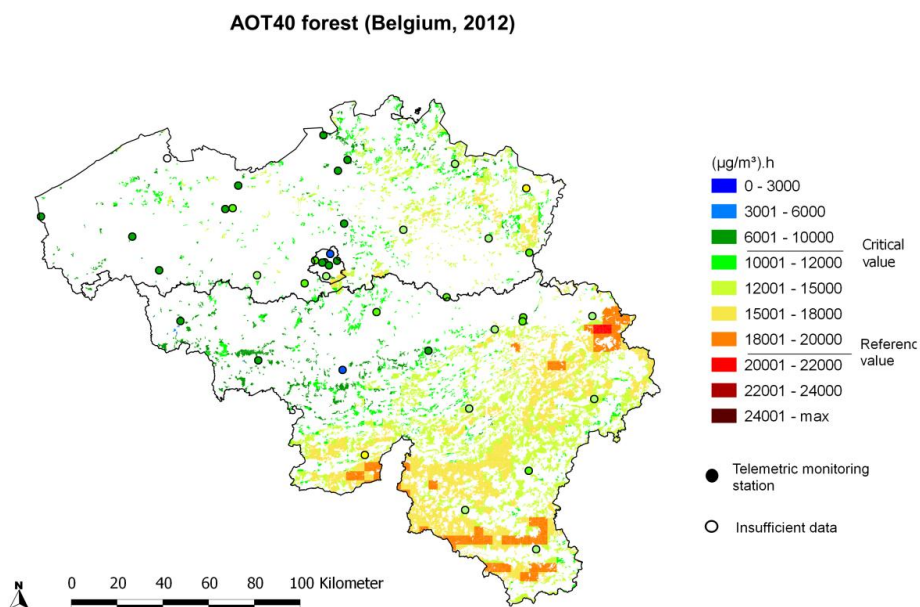 AOT40 forest (Belgium, 2012)
(µg/m³).h
0 - 3000
3001 - 6000
6001 - 10000
10001 - 12000
12001 - 15000
15001 - 18000
18001 - 20000
20001 - 22000
22001 - 24000
24001 - max
Critical
value
Referenc
value
Telemetric monitoring
station
Insufficient data
N
0 20 40 60 80 100 Kilometer